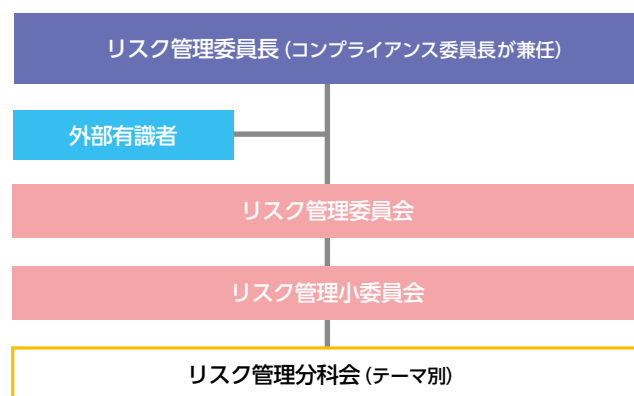 リスク管理委員長 (コンプライアンス委員長が兼任)
外部有識者
リスク管理委員会
リスク管理小委員会
リスク管理分科会 (テーマ別)